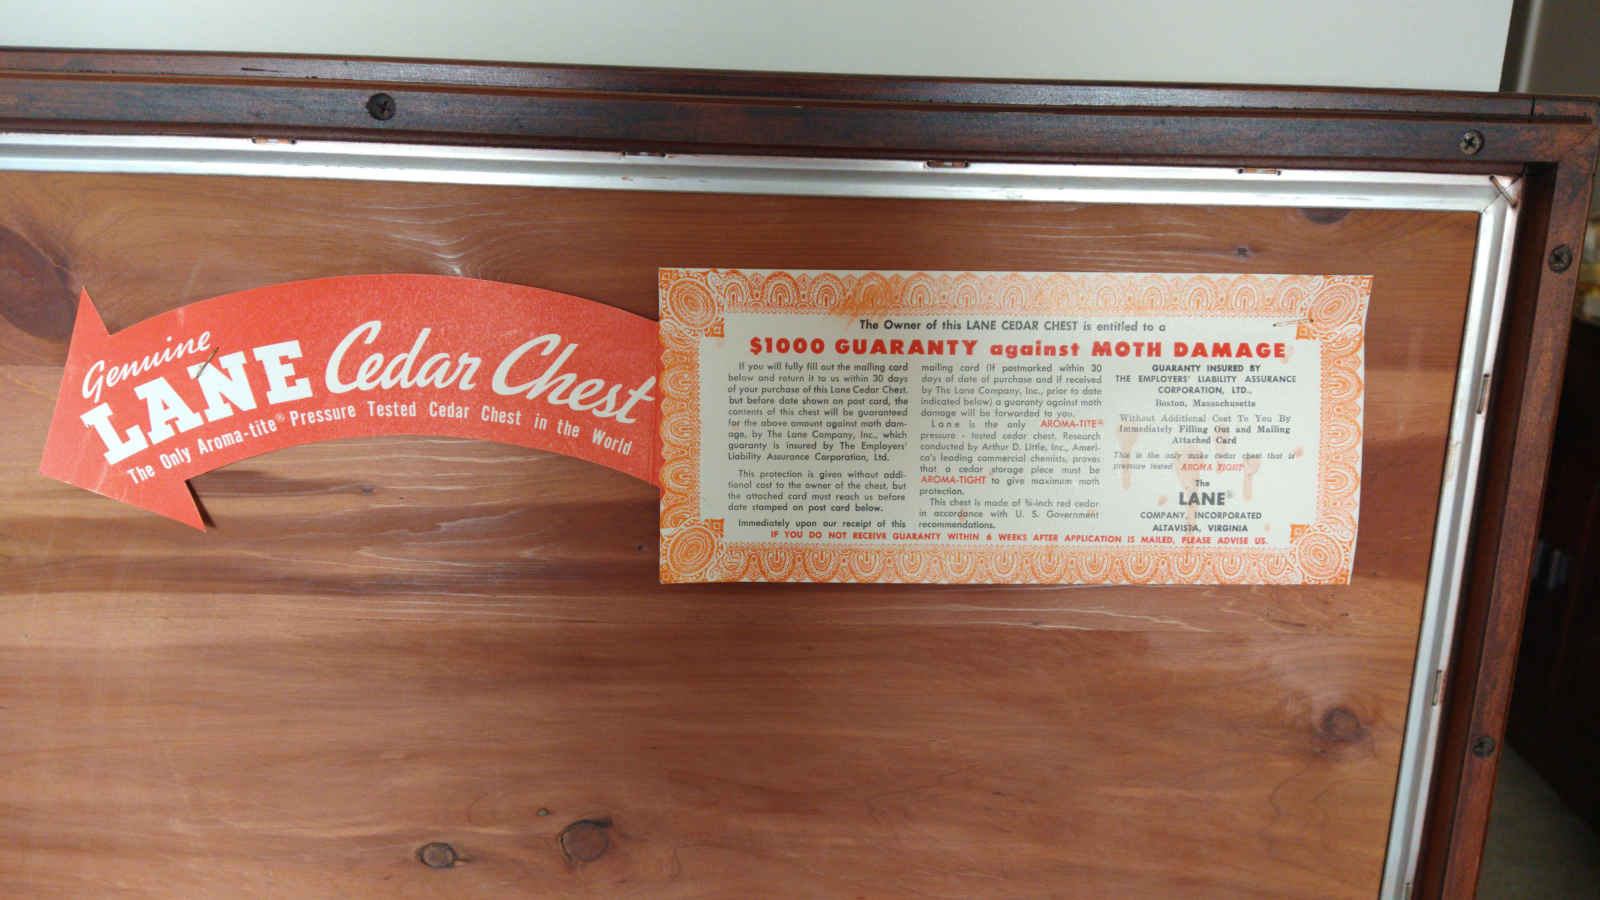 Genuine
LANE Cedar Chest
The Only Aroma-tite® Pressure Tested Cedar Chest in the World
The Owner of this LANE CEDAR CHEST is entitled to a
$1000 GUARANTY against MOTH DAMAGE
If you will fully fill out the mailing card
below and return it to us within 30 days
of your purchase of this Lane Cedar Chest,
but before date shown on post card, the
contents of this chest will be guaranteed
for the above amount against moth dam-
age, by The Lane Company, Inc., which
guaranty is insured by The Employers'
Liability Assurance Corporation, Ltd.
This protection is given without addi-
tional cost to the owner of the chest, but
the attached card must reach us before
date stamped on post card below.
Immediately upon our receipt of this
mailing card (if postmarked within 30
days of date of purchase and if received
by The Lane Company, Inc., prior to date
indicated below) a guaranty against moth
damage will be forwarded to you.
Lane is the only AROMA-TITE®
pressure - tested cedar chest. Research
conducted by Arthur D. Little, Inc., Ameri-
ca's leading commercial chemists, proves
that a cedar storage piece must be
AROMA-TIGHT to give maximum moth
protection.
This chest is made of ¾-inch red cedar
in accordance with U. S. Government
recommendations.
GUARANTY INSURED BY
THE EMPLOYERS' LIABILITY ASSURANCE
CORPORATION, LTD.,
Boston, Massachusetts
Without Additional Cost To You By
Immediately Filling Out and Mailing
Attached Card
This is the only make cedar chest that is
pressure tested AROMA TIGHT
The
LANE®
COMPANY, INCORPORATED
ALTAVISTA, VIRGINIA
IF YOU DO NOT RECEIVE GUARANTY WITHIN 6 WEEKS AFTER APPLICATION IS MAILED, PLEASE ADVISE US.